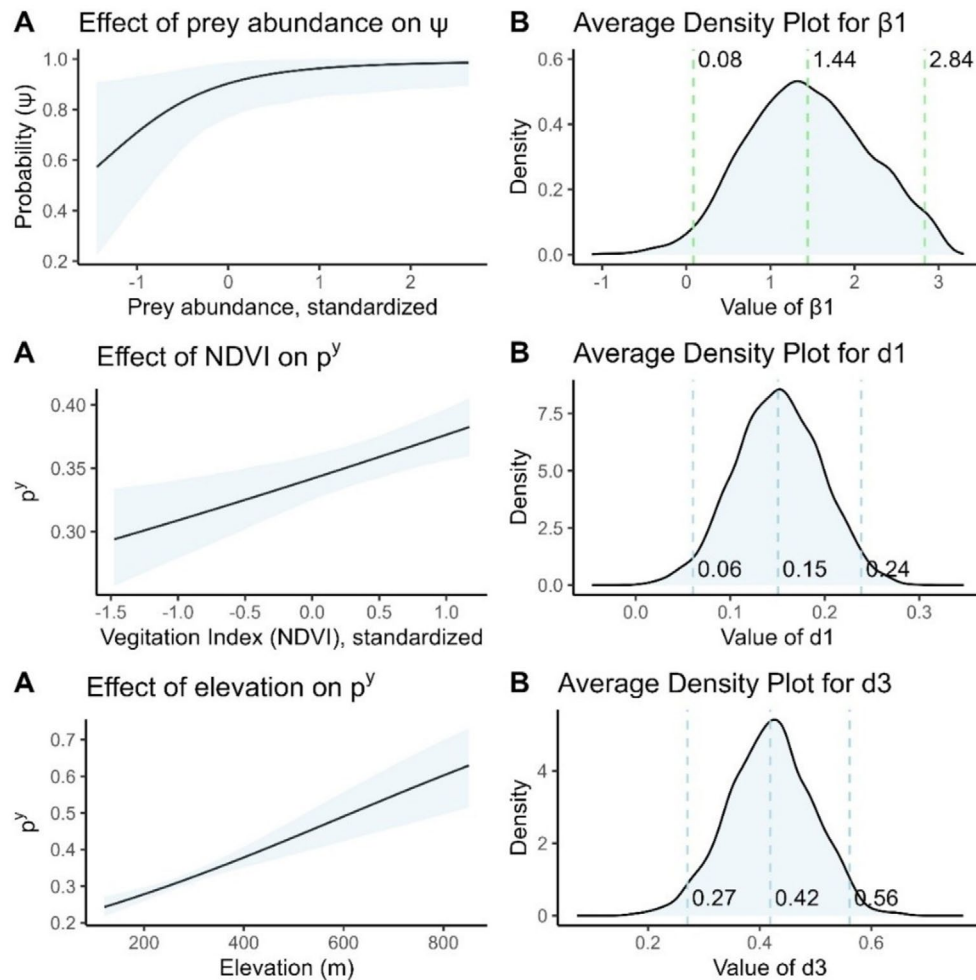 A Effect of prey abundance on ψ
1.0
0.8
0.6
0.4
0.2
Probability (ψ)
-1 0 1 2
Prey abundance, standardized
B Average Density Plot for β1
0.08 1.44 2.84
0.6
0.4
0.2
0.0
Density
-1 0 1 2 3
Value of β1
A Effect of NDVI on pʸ
0.40
0.35
0.30
pʸ
-1.5 -1.0 -0.5 0.0 0.5 1.0
Vegitation Index (NDVI), standardized
B Average Density Plot for d1
7.5
5.0
2.5
0.0
Density
0.06 0.15 0.24
0.0 0.1 0.2 0.3
Value of d1
A Effect of elevation on pʸ
0.7
0.6
0.5
0.4
0.3
0.2
pʸ
200 400 600 800
Elevation (m)
B Average Density Plot for d3
4
2
0
Density
0.27 0.42 0.56
0.2 0.4 0.6
Value of d3